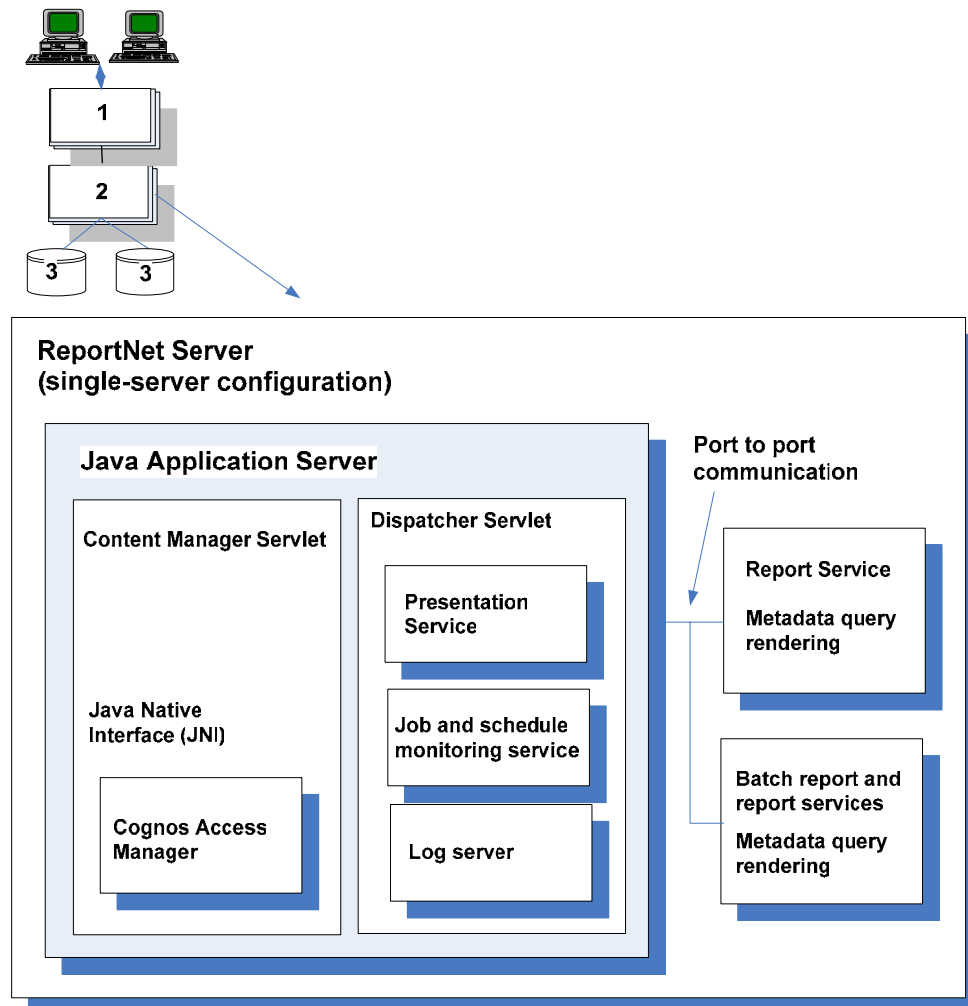 1
2
3
3
ReportNet Server
(single-server configuration)
Java Application Server
Port to port
communication
Content Manager Servlet
Java Native
Interface (JNI)
Cognos Access
Manager
Dispatcher Servlet
Presentation
Service
Job and schedule
monitoring service
Log server
Report Service
Metadata query
rendering
Batch report and
report services
Metadata query
rendering